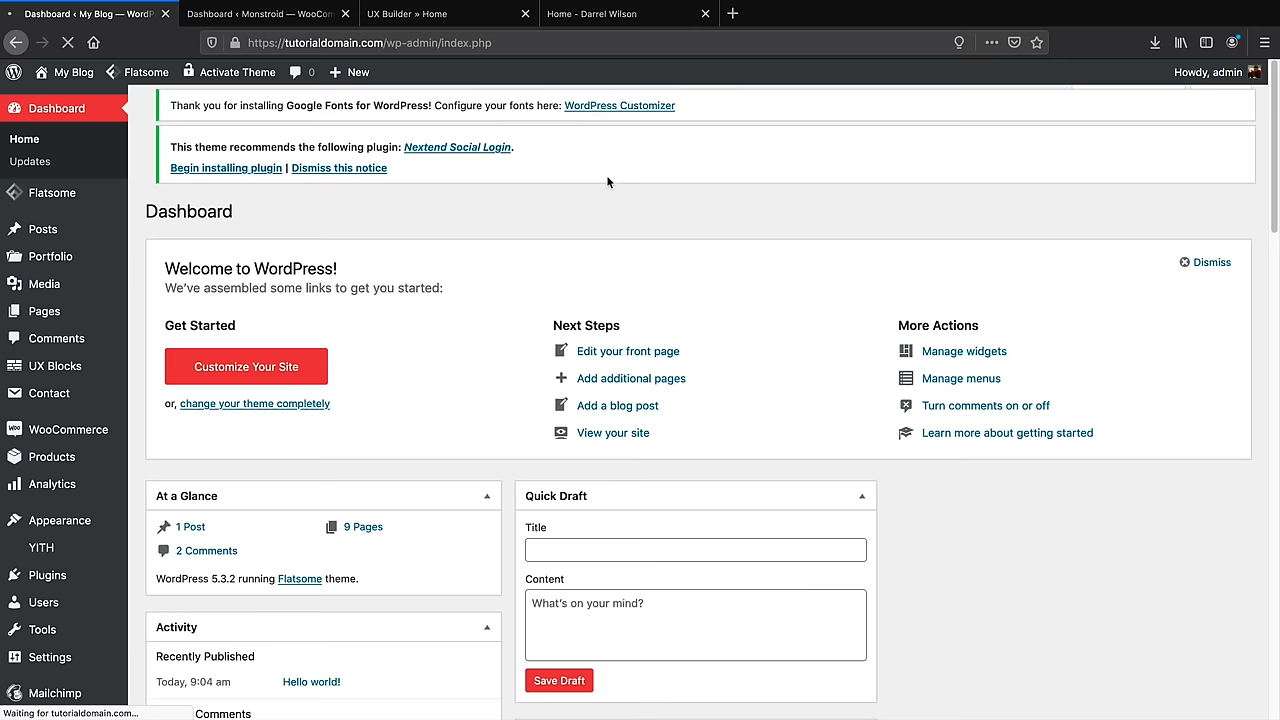 Dashboard ‹ My Blog — WordP
Dashboard ‹ Monstroid — WooCom
UX Builder » Home
Home - Darrel Wilson
https://tutorialdomain.com/wp-admin/index.php
My Blog
Flatsome
Activate Theme
0
New
Howdy, admin
Dashboard
Home
Updates
Flatsome
Posts
Portfolio
Media
Pages
Comments
UX Blocks
Contact
WooCommerce
Products
Analytics
Appearance
YITH
Plugins
Users
Tools
Settings
Mailchimp
Waiting for tutorialdomain.com...
Thank you for installing Google Fonts for WordPress! Configure your fonts here: WordPress Customizer
This theme recommends the following plugin: Nextend Social Login.
Begin installing plugin | Dismiss this notice
Dashboard
Welcome to WordPress!
We've assembled some links to get you started:
Dismiss
Get Started
Customize Your Site
or, change your theme completely
Next Steps
Edit your front page
Add additional pages
Add a blog post
View your site
More Actions
Manage widgets
Manage menus
Turn comments on or off
Learn more about getting started
At a Glance
1 Post
9 Pages
2 Comments
WordPress 5.3.2 running Flatsome theme.
Activity
Recently Published
Today, 9:04 am
Hello world!
Comments
Quick Draft
Title
Content
What's on your mind?
Save Draft